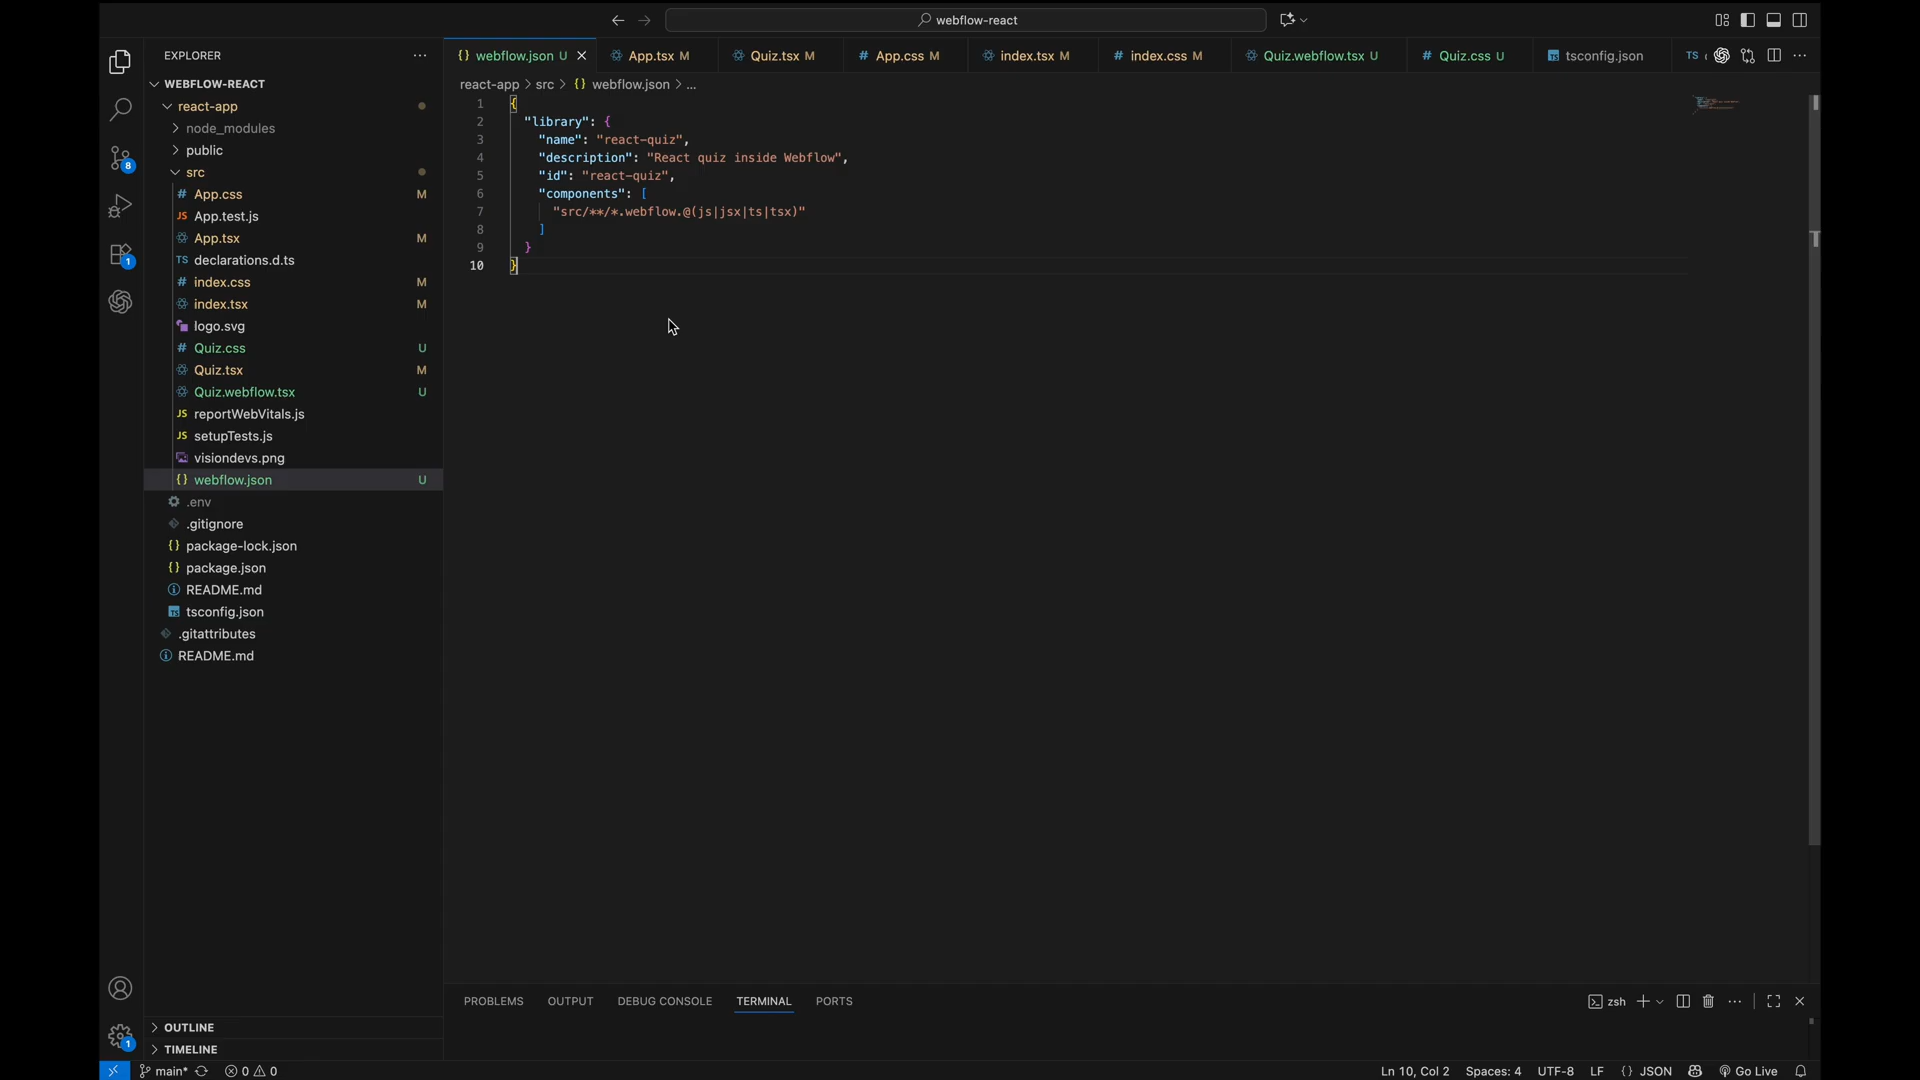 webflow-react
EXPLORER
WEBFLOW-REACT
react-app
node_modules
public
src
App.css M
App.test.js
App.tsx M
declarations.d.ts
index.css M
index.tsx M
logo.svg
Quiz.css U
Quiz.tsx M
Quiz.webflow.tsx U
reportWebVitals.js
setupTests.js
visiondevs.png
webflow.json U
.env
.gitignore
package-lock.json
package.json
README.md
tsconfig.json
.gitattributes
README.md
OUTLINE
TIMELINE
8
1
1
webflow.json U App.tsx M Quiz.tsx M App.css M index.tsx M index.css M Quiz.webflow.tsx U Quiz.css U tsconfig.json TS
react-app > src > {} webflow.json > ...
1 {
2 "library": {
3 "name": "react-quiz",
4 "description": "React quiz inside Webflow",
5 "id": "react-quiz",
6 "components": [
7 "src/**/*.webflow.@(js|jsx|ts|tsx)"
8 ]
9 }
10 }
PROBLEMS OUTPUT DEBUG CONSOLE TERMINAL PORTS zsh
main* 0 0 Ln 10, Col 2 Spaces: 4 UTF-8 LF {} JSON Go Live